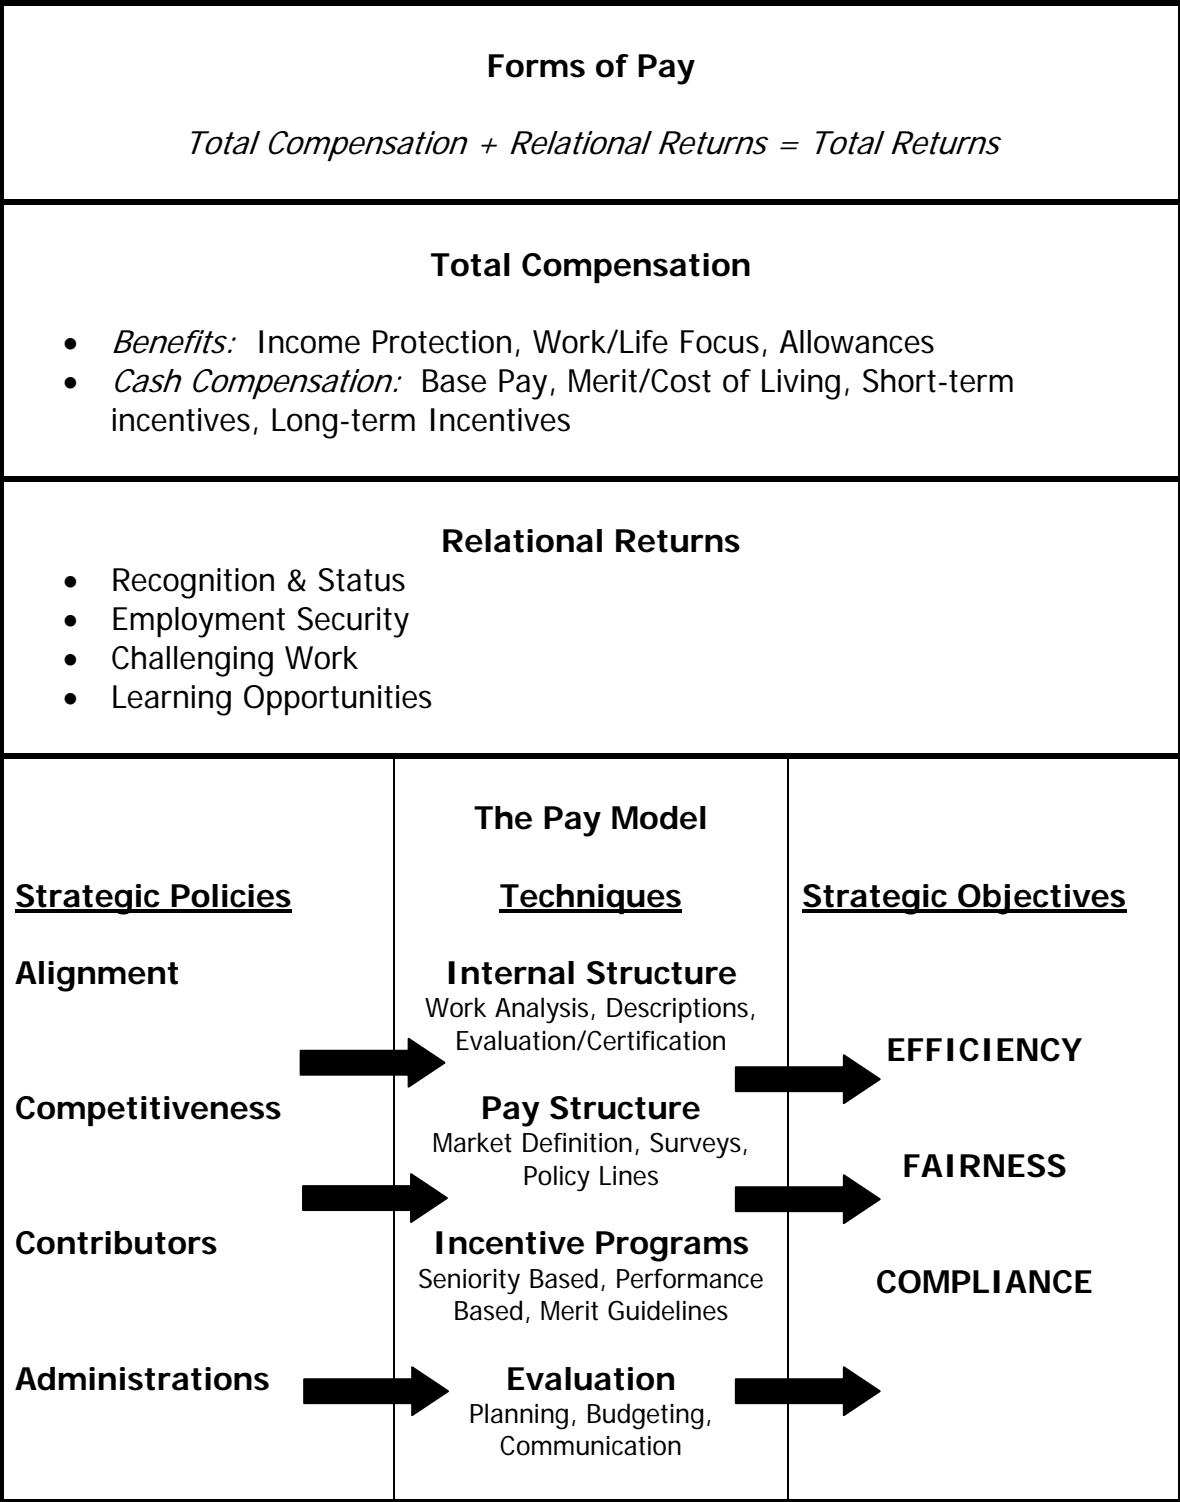 Forms of Pay
Total Compensation + Relational Returns = Total Returns
Total Compensation
• Benefits: Income Protection, Work/Life Focus, Allowances
• Cash Compensation: Base Pay, Merit/Cost of Living, Short-term
incentives, Long-term Incentives
Relational Returns
• Recognition & Status
• Employment Security
• Challenging Work
• Learning Opportunities
The Pay Model
Strategic Policies
Techniques
Strategic Objectives
Alignment
Internal Structure
Work Analysis, Descriptions,
Evaluation/Certification
EFFICIENCY
Competitiveness
Pay Structure
Market Definition, Surveys,
Policy Lines
FAIRNESS
Contributors
Incentive Programs
Seniority Based, Performance
Based, Merit Guidelines
COMPLIANCE
Administrations
Evaluation
Planning, Budgeting,
Communication